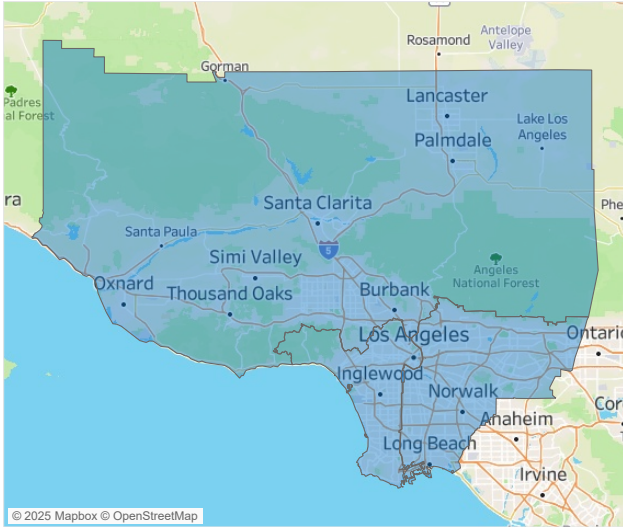 Antelope
Valley
Rosamond
Gorman
Padres
al Forest
Lancaster
Lake Los
Angeles
Palmdale
ra
Santa Clarita
Phe
Santa Paula
5
Simi Valley
Angeles
National Forest
Oxnard
Thousand Oaks
Burbank
Los Angeles
Ontario
Inglewood
Norwalk
Cor
Anaheim
Long Beach
Irvine
© 2025 Mapbox © OpenStreetMap